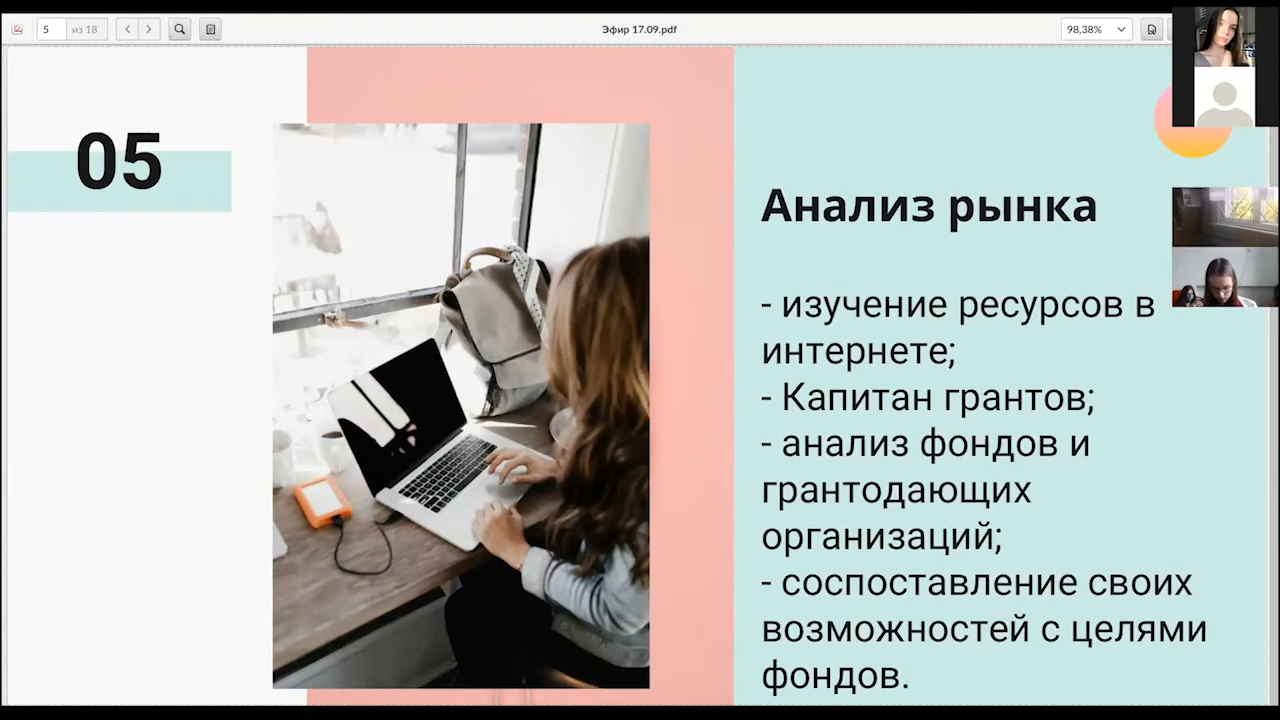 5
из 18
Эфир 17.09.pdf
98,38%
05
Анализ рынка
- изучение ресурсов в
интернете;
- Капитан грантов;
- анализ фондов и
грантодающих
организаций;
- соспоставление своих
возможностей с целями
фондов.